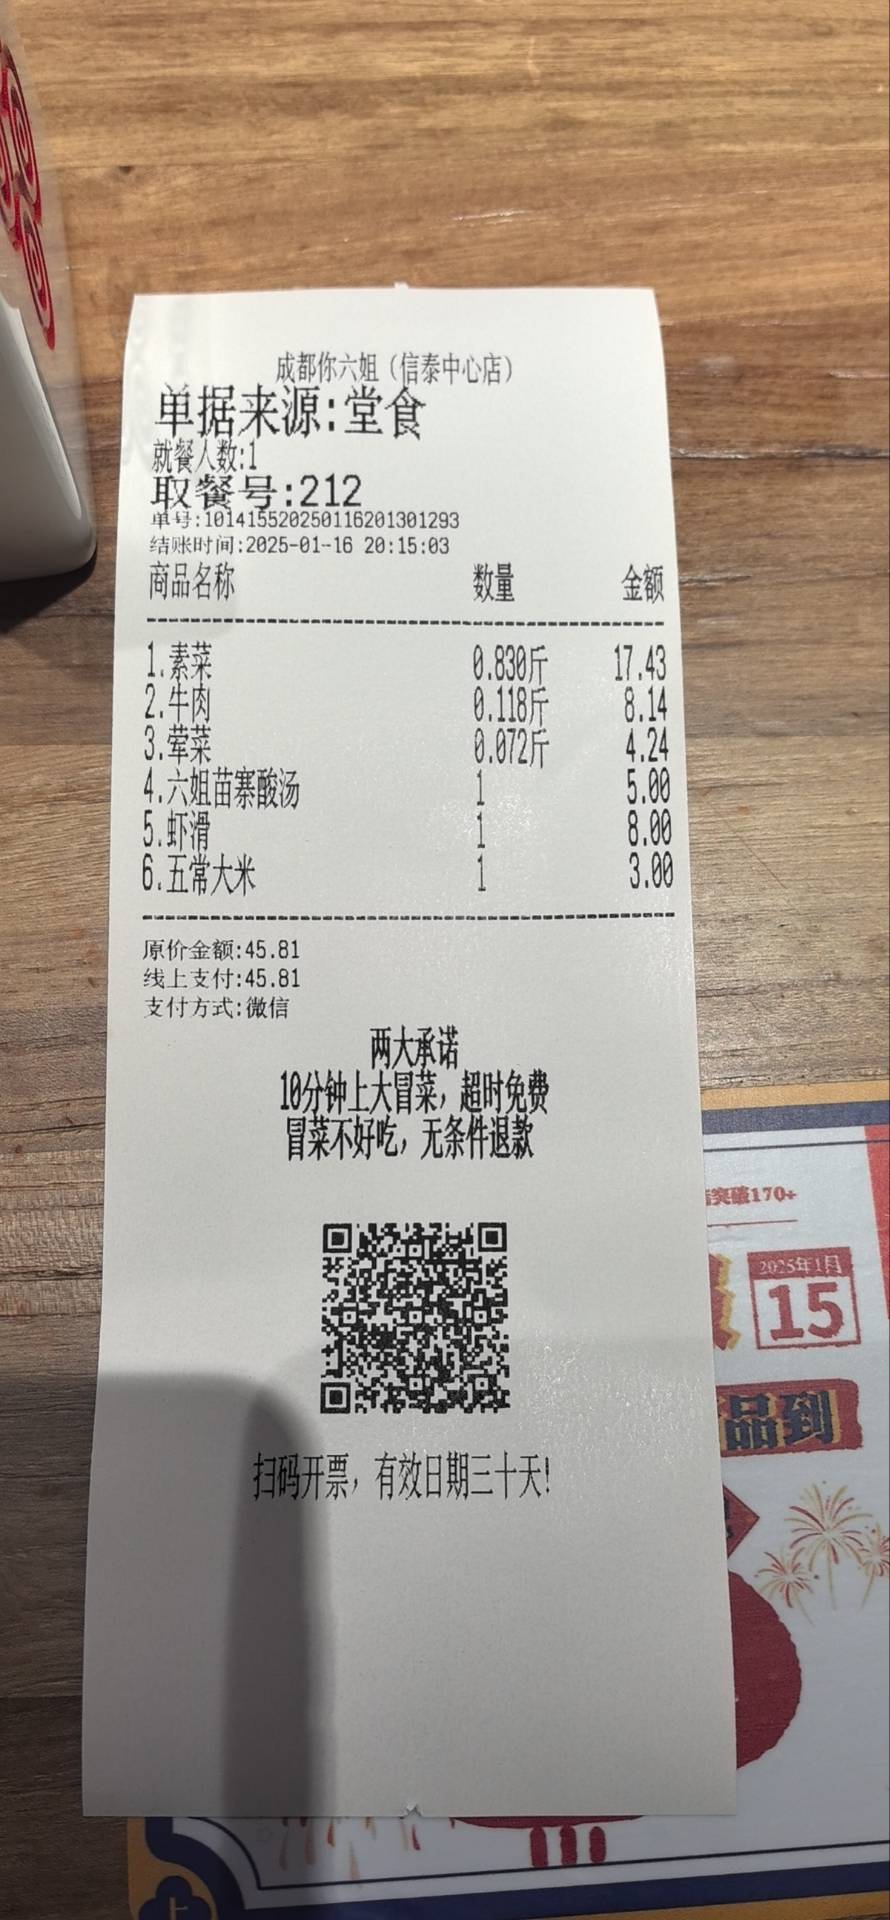 成都你六姐（信泰中心店）
单据来源:堂食
就餐人数:1
取餐号:212
单号:1014155202501116201301293
结账时间:2025-01-16 20:15:03
商品名称 数量 金额
1.素菜 0.830斤 17.43
2.牛肉 0.118斤 8.14
3.荤菜 0.072斤 4.24
4.六姐苗寨酸汤 1 5.00
5.虾滑 1 8.00
6.五常大米 1 3.00
原价金额:45.81
线上支付:45.81
支付方式:微信
两大承诺
10分钟上大冒菜，超时免费
冒菜不好吃，无条件退款
扫码开票，有效日期三十天!
突破170+
2025年1月
15
品到
上